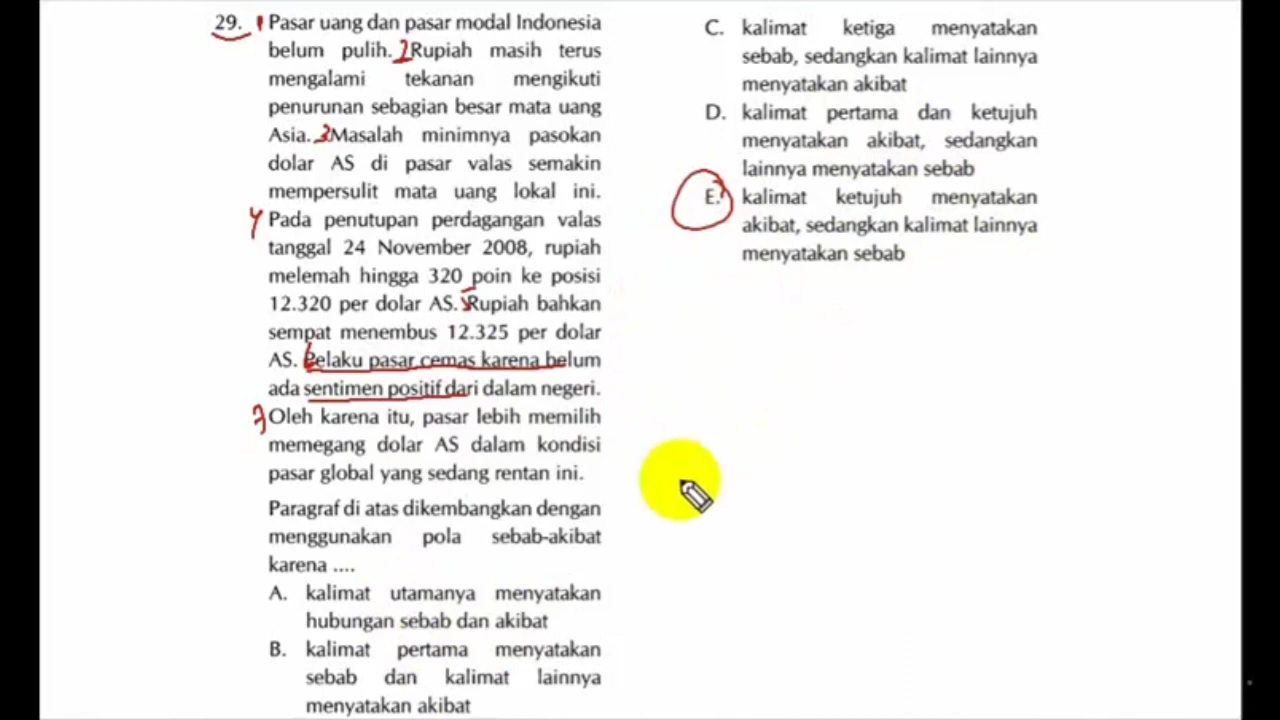 29. 1 Pasar uang dan pasar modal Indonesia
belum pulih. 2 Rupiah masih terus
mengalami tekanan mengikuti
penurunan sebagian besar mata uang
Asia. 3 Masalah minimnya pasokan
dolar AS di pasar valas semakin
mempersulit mata uang lokal ini.
4 Pada penutupan perdagangan valas
tanggal 24 November 2008, rupiah
melemah hingga 320 poin ke posisi
12.320 per dolar AS. 5 Rupiah bahkan
sempat menembus 12.325 per dolar
AS. 6 Pelaku pasar cemas karena belum
ada sentimen positif dari dalam negeri.
7 Oleh karena itu, pasar lebih memilih
memegang dolar AS dalam kondisi
pasar global yang sedang rentan ini.
Paragraf di atas dikembangkan dengan
menggunakan pola sebab-akibat
karena ....
A. kalimat utamanya menyatakan
hubungan sebab dan akibat
B. kalimat pertama menyatakan
sebab dan kalimat lainnya
menyatakan akibat
C. kalimat ketiga menyatakan
sebab, sedangkan kalimat lainnya
menyatakan akibat
D. kalimat pertama dan ketujuh
menyatakan akibat, sedangkan
lainnya menyatakan sebab
E. kalimat ketujuh menyatakan
akibat, sedangkan kalimat lainnya
menyatakan sebab